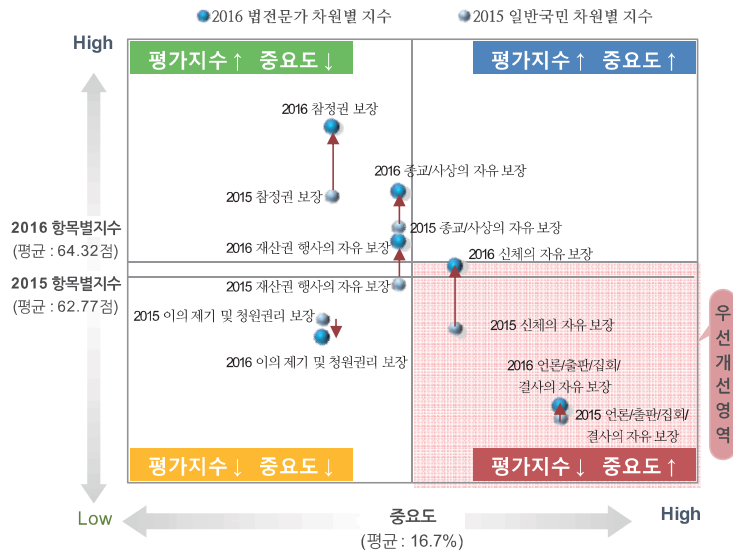 2016 법전문가 차원별 지수
2015 일반국민 차원별 지수
High
평가지수↑ 중요도↓
평가지수↑ 중요도↑
2016 참정권 보장
2016 종교/사상의 자유 보장
2015 참정권 보장
2015 종교/사상의 자유 보장
2016 항목별지수
(평균 : 64.32점)
2016 재산권 행사의 자유 보장
2016 신체의 자유 보장
2015 항목별지수
(평균 : 62.77점)
2015 재산권 행사의 자유 보장
2015 이의 제기 및 청원권리 보장
2015 신체의 자유 보장
2016 이의 제기 및 청원권리 보장
2016 언론/출판/집회/
결사의 자유 보장
2015 언론/출판/집회/
결사의 자유 보장
우선개선영역
평가지수↓ 중요도↓
평가지수↓ 중요도↑
Low
중요도
(평균 : 16.7%)
High